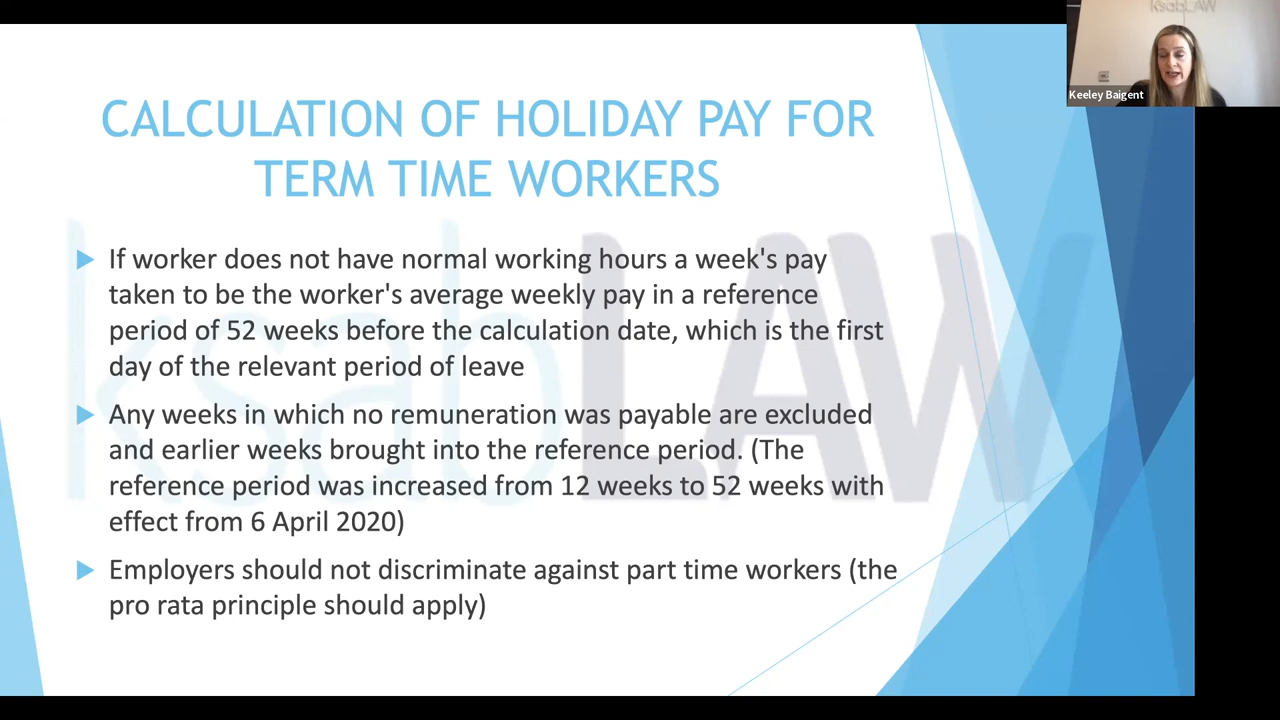 ksabLAW
Keeley Baigent
CALCULATION OF HOLIDAY PAY FOR
TERM TIME WORKERS
If worker does not have normal working hours a week's pay
taken to be the worker's average weekly pay in a reference
period of 52 weeks before the calculation date, which is the first
day of the relevant period of leave
Any weeks in which no remuneration was payable are excluded
and earlier weeks brought into the reference period. (The
reference period was increased from 12 weeks to 52 weeks with
effect from 6 April 2020)
Employers should not discriminate against part time workers (the
pro rata principle should apply)
ksabLAW